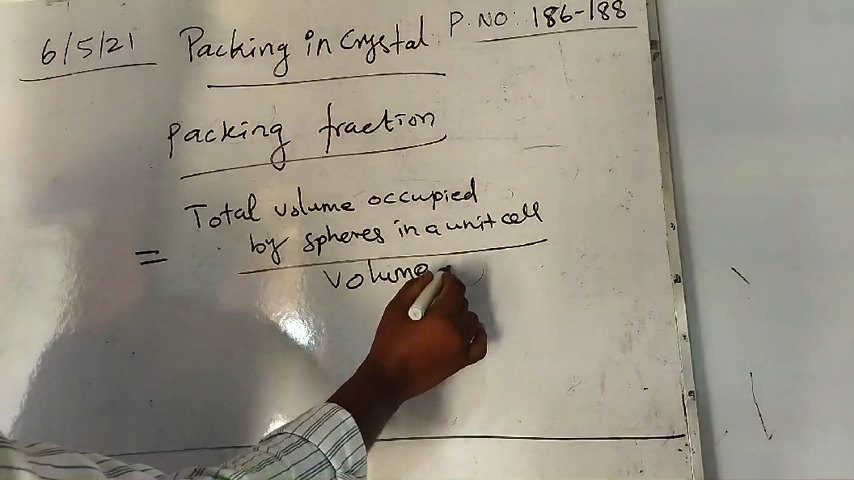 6/5/21
Packing in Crystal. P.NO: 186-188
Packing fraction
Total volume occupied
by spheres in a unit cell
=
Volume